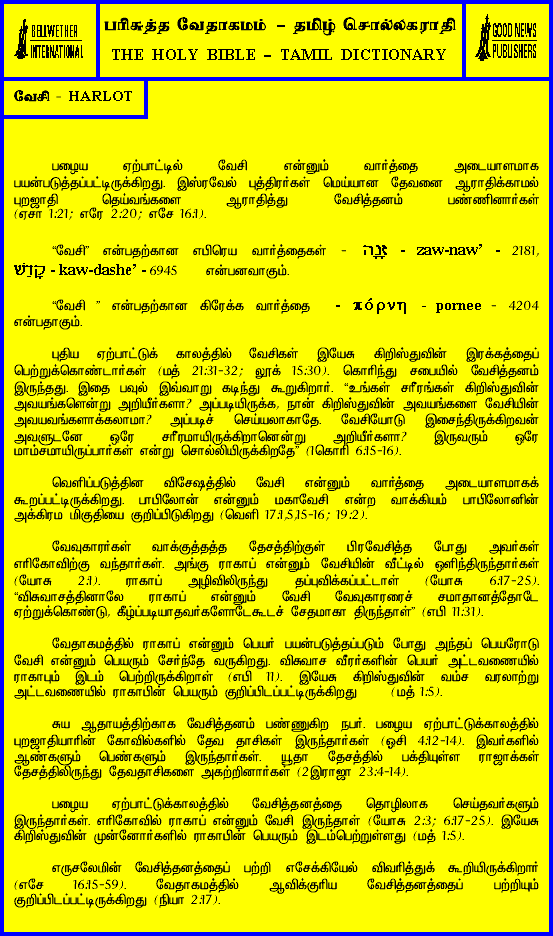 BELLWETHER
INTERNATIONAL
பரிசுத்த வேதாகமம் – தமிழ் சொல்லகராதி
THE HOLY BIBLE – TAMIL DICTIONARY
GOOD NEWS
PUBLISHERS
வேசி - HARLOT
பழைய ஏற்பாட்டில் வேசி என்னும் வார்த்தை அடையாளமாக
பயன்படுத்தப்பட்டிருக்கிறது. இஸ்ரவேல் புத்திரர்கள் மெய்யான தேவனை ஆராதிக்காமல்
புறஜாதி தெய்வங்களை ஆராதித்து வேசித்தனம் பண்ணினார்கள்
(ஏசா 1:21; எரே 2:20; எசே 16:1).
“வேசி” என்பதற்கான எபிரெய வார்த்தைகள் - זָנָה - zaw-naw’ - 2181,
קָדֵשׁ - kaw-dashe’ - 6945 என்பனவாகும்.
“வேசி ” என்பதற்கான கிரேக்க வார்த்தை - πόρνη - pornee - 4204
என்பதாகும்.
புதிய ஏற்பாட்டுக் காலத்தில் வேசிகள் இயேசு கிறிஸ்துவின் இரக்கத்தைப்
பெற்றுக்கொண்டார்கள் (மத் 21:31-32; லூக் 15:30). கொரிந்து சபையில் வேசித்தனம்
இருந்தது. இதை பவுல் இவ்வாறு கடிந்து கூறுகிறார். “உங்கள் சரீரங்கள் கிறிஸ்துவின்
அவயங்களென்று அறியீர்களா? அப்படியிருக்க, நான் கிறிஸ்துவின் அவயங்களை வேசியின்
அவயவங்களாக்கலாமா? அப்படிச் செய்யலாகாதே. வேசியோடு இசைந்திருக்கிறவன்
அவளுடனே ஒரே சரீரமாயிருக்கிறானென்று அறியீர்களா? இருவரும் ஒரே
மாம்சமாயிருப்பார்கள் என்று சொல்லியிருக்கிறதே” (1கொரி 6:15-16).
வெளிப்படுத்தின விசேஷத்தில் வேசி என்னும் வார்த்தை அடையாளமாகக்
கூறப்பட்டிருக்கிறது. பாபிலோன் என்னும் மகாவேசி என்ற வாக்கியம் பாபிலோனின்
அக்கிரம மிகுதியை குறிப்பிடுகிறது (வெளி 17:1,5,15-16; 19:2).
வேவுகாரர்கள் வாக்குத்தத்த தேசத்திற்குள் பிரவேசித்த போது அவர்கள்
எரிகோவிற்கு வந்தார்கள். அங்கு ராகாப் என்னும் வேசியின் வீட்டில் ஒளிந்திருந்தார்கள்
(யோசு 2:1). ராகாப் அழிவிலிருந்து தப்புவிக்கப்பட்டாள் (யோசு 6:17-25).
“விசுவாசத்தினாலே ராகாப் என்னும் வேசி வேவுகாரரைச் சமாதானத்தோடே
ஏற்றுக்கொண்டு, கீழ்ப்படியாதவர்களோடேகூடச் சேதமாகா திருந்தாள்” (எபி 11:31).
வேதாகமத்தில் ராகாப் என்னும் பெயர் பயன்படுத்தப்படும் போது அந்தப் பெயரோடு
வேசி என்னும் பெயரும் சேர்ந்தே வருகிறது. விசுவாச வீரர்களின் பெயர் அட்டவணையில்
ராகாபும் இடம் பெற்றிருக்கிறாள் (எபி 11). இயேசு கிறிஸ்துவின் வம்ச வரலாற்று
அட்டவணையில் ராகாபின் பெயரும் குறிப்பிடப்பட்டிருக்கிறது (மத் 1:5).
சுய ஆதாயத்திற்காக வேசித்தனம் பண்ணுகிற நபர். பழைய ஏற்பாட்டுக்காலத்தில்
புறஜாதியாரின் கோவில்களில் தேவ தாசிகள் இருந்தார்கள் (ஓசி 4:12-14). இவர்களில்
ஆண்களும் பெண்களும் இருந்தார்கள். யூதா தேசத்தில் பக்தியுள்ள ராஜாக்கள்
தேசத்திலிருந்து தேவதாசிகளை அகற்றினார்கள் (2இராஜா 23:4-14).
பழைய ஏற்பாட்டுக்காலத்தில் வேசித்தனத்தை தொழிலாக செய்தவர்களும்
இருந்தார்கள். எரிகோவில் ராகாப் என்னும் வேசி இருந்தாள் (யோசு 2:3; 6:17-25). இயேசு
கிறிஸ்துவின் முன்னோர்களில் ராகாபின் பெயரும் இடம்பெற்றுள்ளது (மத் 1:5).
எருசலேமின் வேசித்தனத்தைப் பற்றி எசேக்கியேல் விவரித்துக் கூறியிருக்கிறார்
(எசே 16:15-59). வேதாகமத்தில் ஆவிக்குரிய வேசித்தனத்தைப் பற்றியும்
குறிப்பிடப்பட்டிருக்கிறது (நியா 2:17).